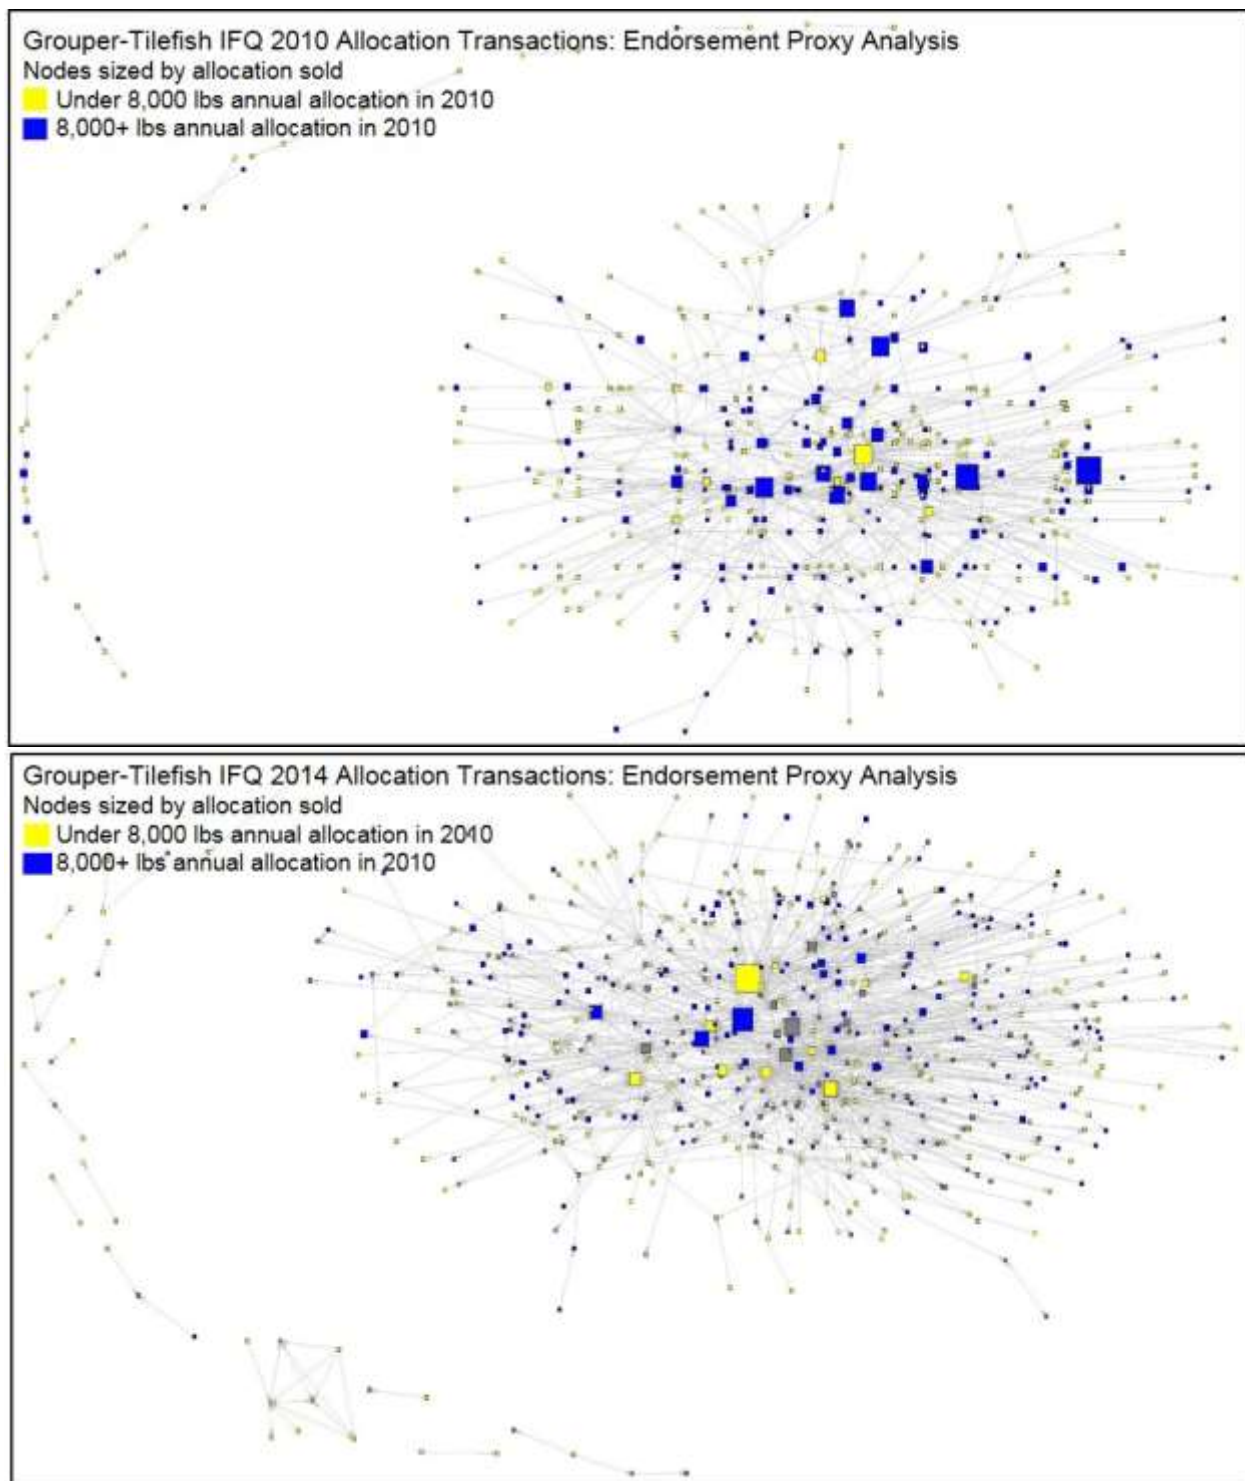 Grouper-Tilefish IFQ 2010 Allocation Transactions: Endorsement Proxy Analysis
Nodes sized by allocation sold
Under 8,000 lbs annual allocation in 2010
8,000+ lbs annual allocation in 2010
Grouper-Tilefish IFQ 2014 Allocation Transactions: Endorsement Proxy Analysis
Nodes sized by allocation sold
Under 8,000 lbs annual allocation in 2010
8,000+ lbs annual allocation in 2010